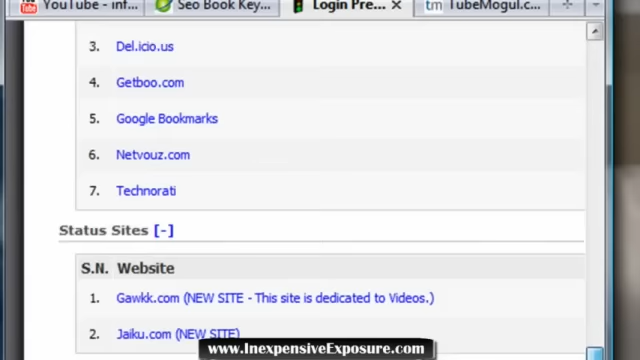 YouTube - inf...
Seo Book Key...
Login Pre...
TubeMogul.c...
3. Del.icio.us
4. Getboo.com
5. Google Bookmarks
6. Netvouz.com
7. Technorati
Status Sites [-]
S.N. Website
1. Gawkk.com (NEW SITE - This site is dedicated to Videos.)
2. Jaiku.com (NEW SITE)
www.InexpensiveExposure.com